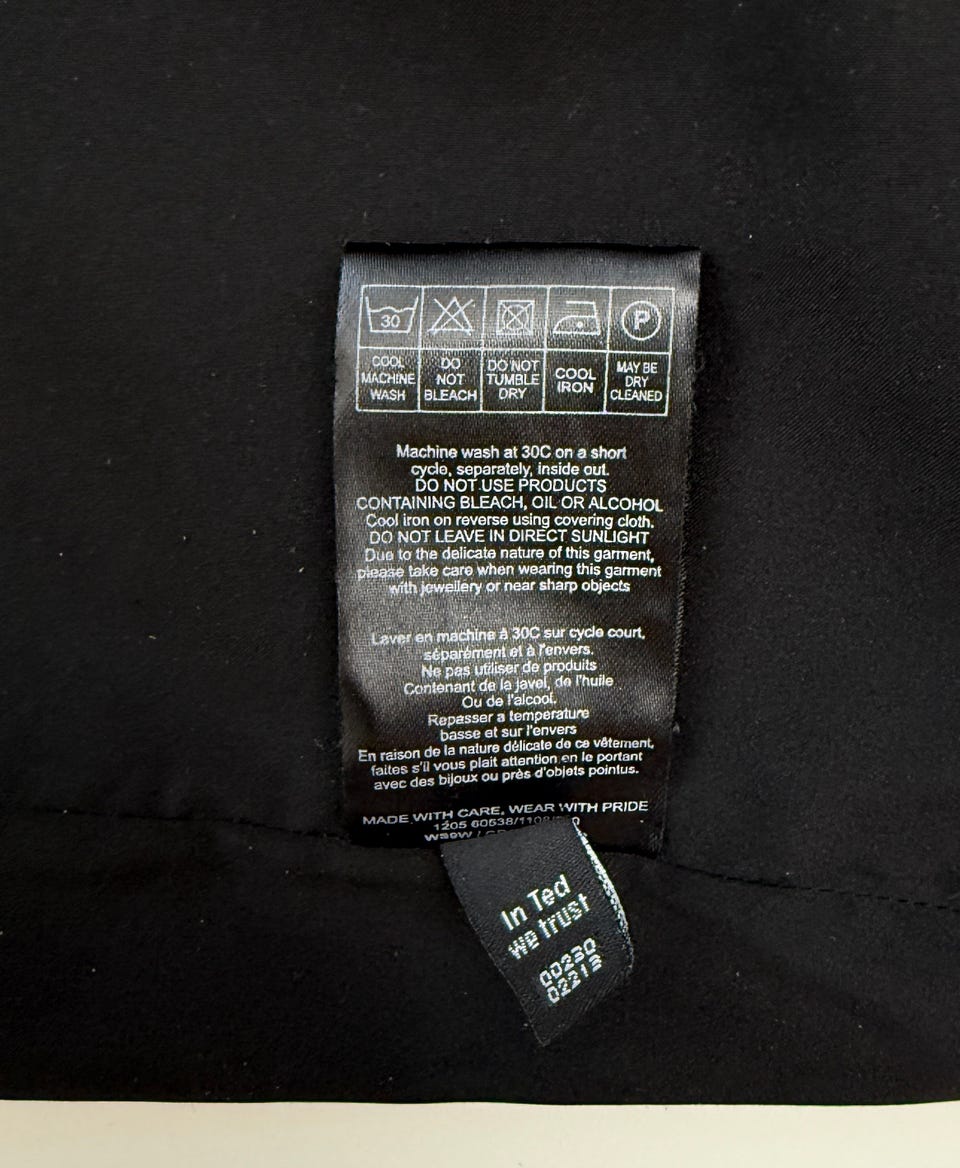 30
P
COOL MACHINE WASH
DO NOT BLEACH
DO NOT TUMBLE DRY
COOL IRON
MAY BE DRY CLEANED
Machine wash at 30C on a short
cycle, separately, inside out.
DO NOT USE PRODUCTS
CONTAINING BLEACH, OIL OR ALCOHOL
Cool iron on reverse using covering cloth.
DO NOT LEAVE IN DIRECT SUNLIGHT
Due to the delicate nature of this garment,
please take care when wearing this garment
with jewellery or near sharp objects
Laver en machine à 30C sur cycle court,
séparément et à l'envers.
Ne pas utiliser de produits
Contenant de la javel, de l'huile
Ou de l'alcool.
Repasser a temperature
basse et sur l'envers
En raison de la nature délicate de ce vêtement,
faites s'il vous plait attention en le portant
avec des bijoux ou près d'objets pointus.
MADE WITH CARE, WEAR WITH PRIDE
1205
In Ted
we trust
00230
02213